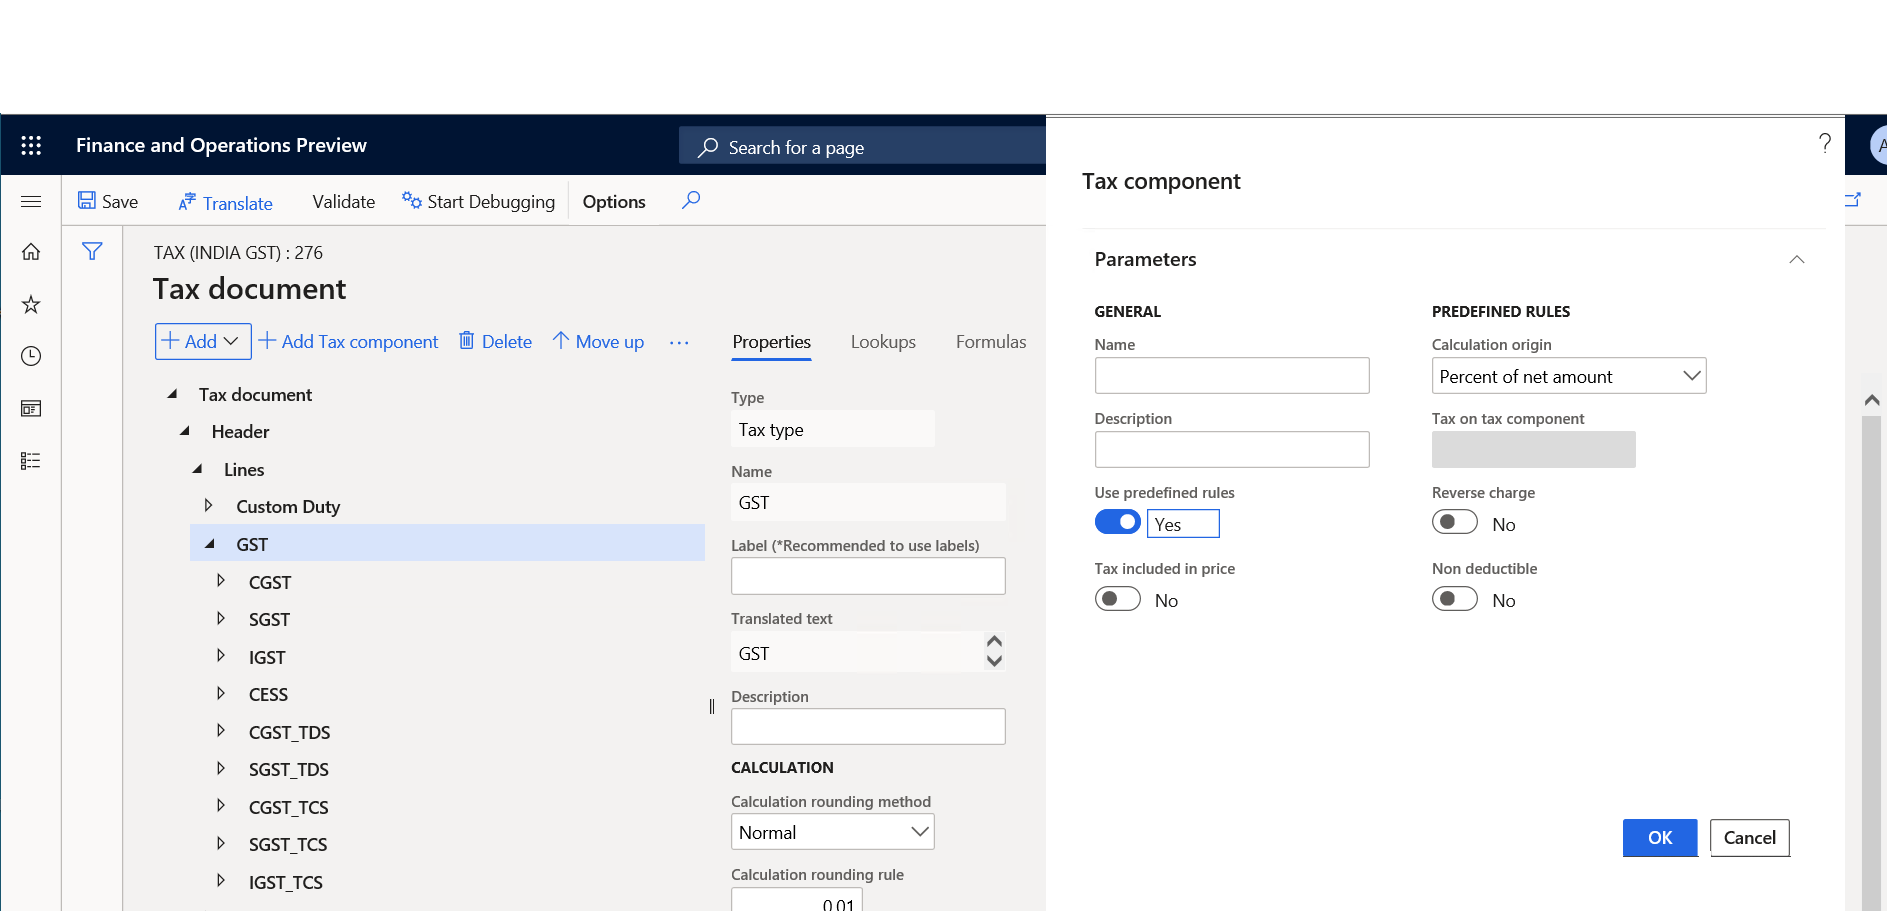 Finance and Operations Preview
Search for a page
?
A
Save
Translate
Validate
Start Debugging
Options
TAX (INDIA GST) : 276
Tax document
Add
Add Tax component
Delete
Move up
...
Tax document
Header
Lines
Custom Duty
GST
CGST
SGST
IGST
CESS
CGST_TDS
SGST_TDS
CGST_TCS
SGST_TCS
IGST_TCS
Properties
Lookups
Formulas
Type
Tax type
Name
GST
Label (*Recommended to use labels)
Translated text
GST
Description
CALCULATION
Calculation rounding method
Normal
Calculation rounding rule
0.01
Tax component
Parameters
GENERAL
Name
Description
Use predefined rules
Yes
Tax included in price
No
PREDEFINED RULES
Calculation origin
Percent of net amount
Tax on tax component
Reverse charge
No
Non deductible
No
OK
Cancel